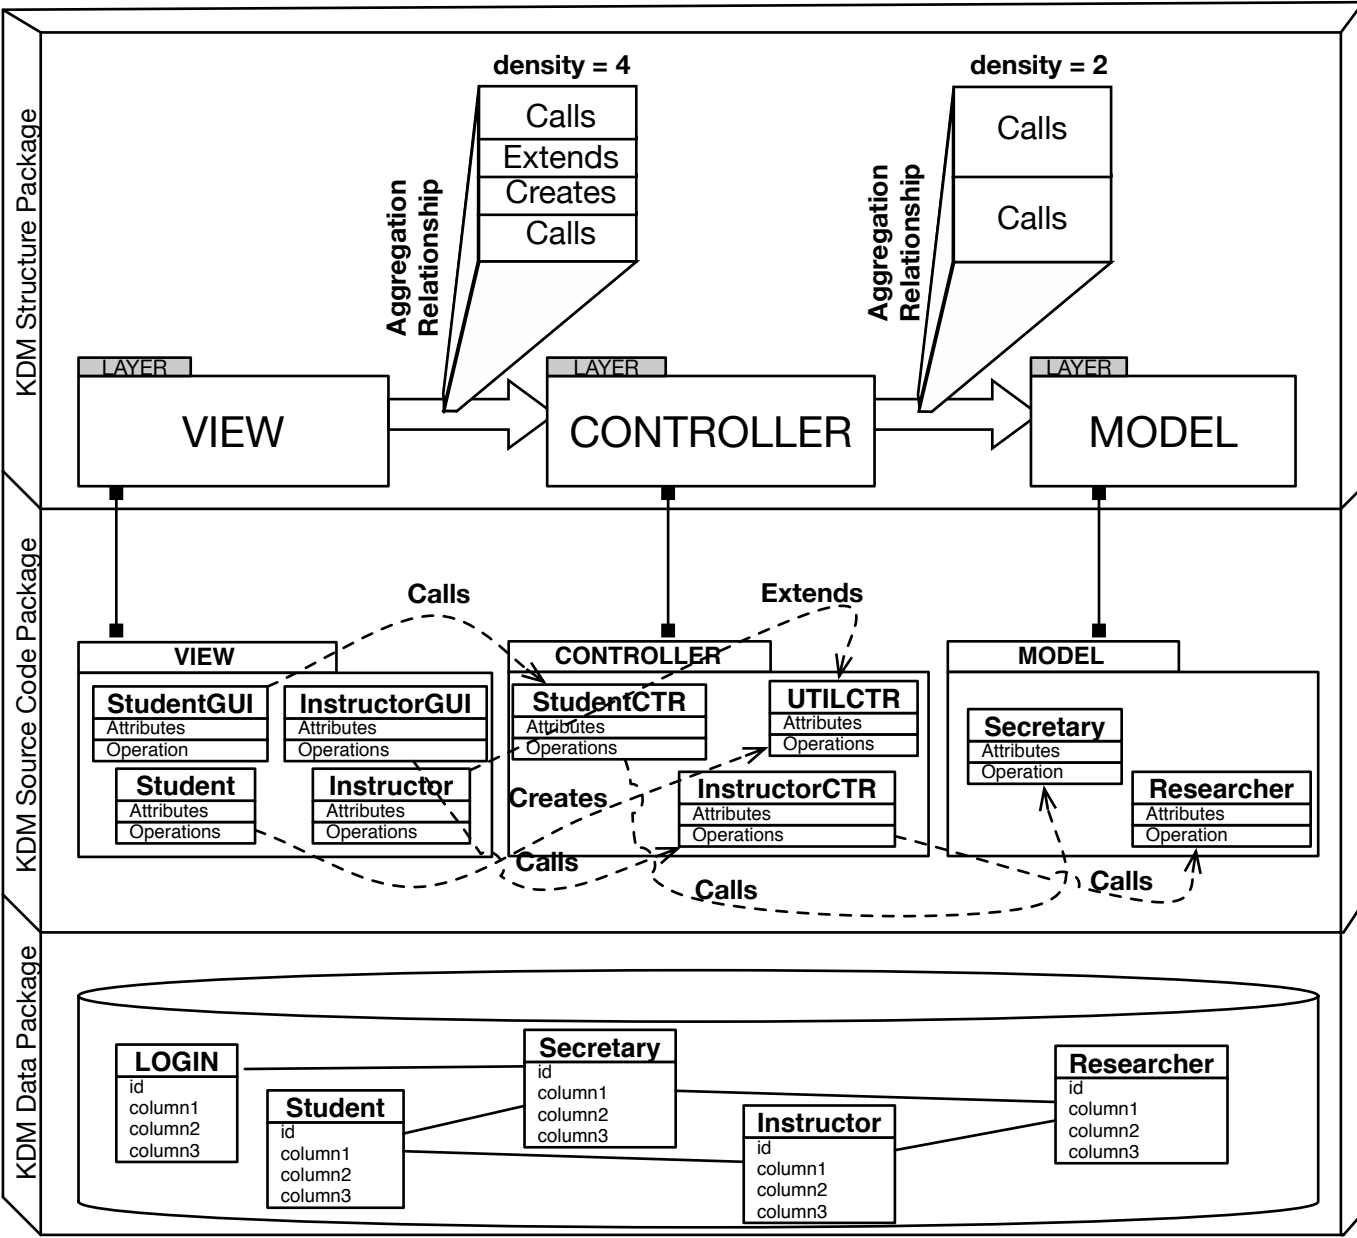 KDM Structure Package
density = 4
Calls
Extends
Creates
Calls
Aggregation
Relationship
density = 2
Calls
Calls
Aggregation
Relationship
LAYER
VIEW
LAYER
CONTROLLER
LAYER
MODEL
KDM Source Code Package
Calls
Extends
VIEW
StudentGUI
Attributes
Operation
InstructorGUI
Attributes
Operations
Student
Attributes
Operations
Instructor
Attributes
Operations
CONTROLLER
StudentCTR
Attributes
Operations
UTILCTR
Attributes
Operations
InstructorCTR
Attributes
Operations
Creates
Calls
Calls
MODEL
Secretary
Attributes
Operation
Researcher
Attributes
Operation
Calls
KDM Data Package
LOGIN
id
column1
column2
column3
Student
id
column1
column2
column3
Secretary
id
column1
column2
column3
Instructor
id
column1
column2
column3
Researcher
id
column1
column2
column3